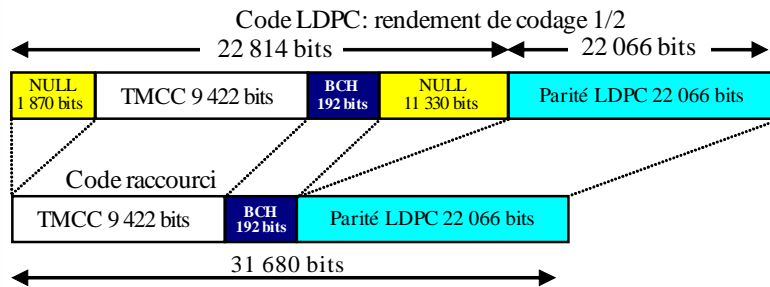 Code LDPC: rendement de codage 1/2
22 814 bits
22 066 bits
NULL
1 870 bits
TMCC 9 422 bits
BCH
192 bits
NULL
11 330 bits
Parité LDPC 22 066 bits
Code raccourci
TMCC 9 422 bits
BCH
192 bits
Parité LDPC 22 066 bits
31 680 bits